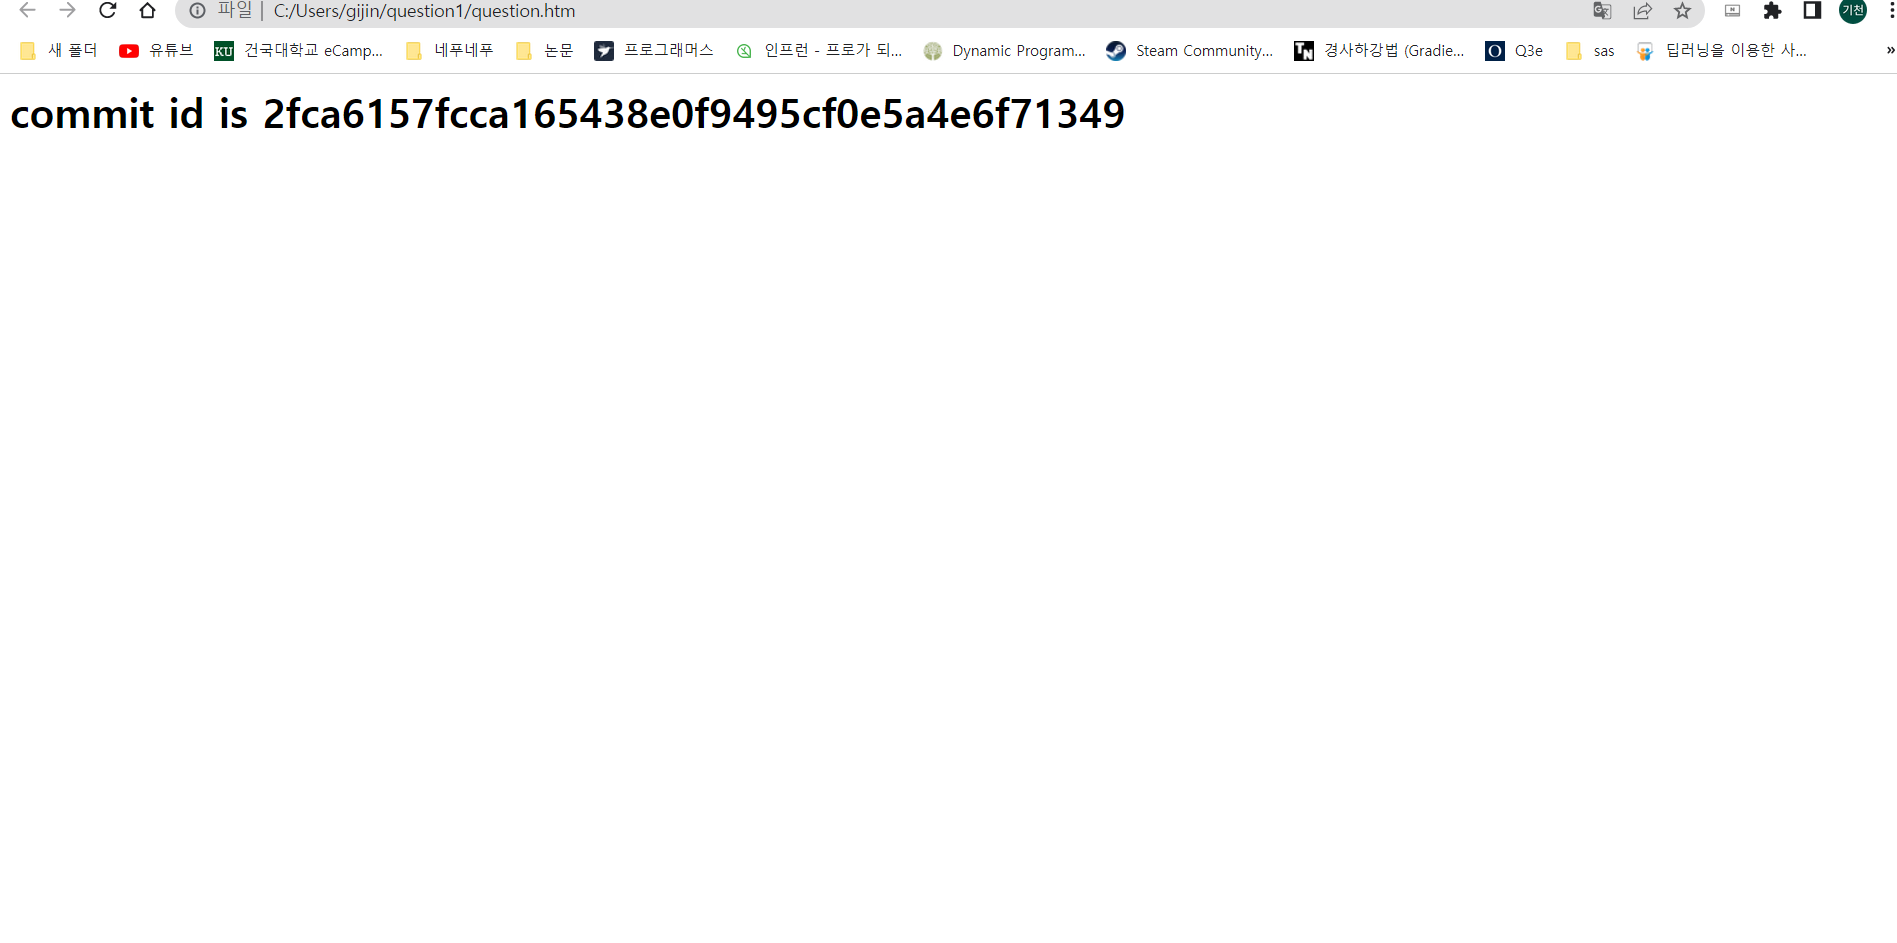 파일 | C:/Users/gijin/question1/question.htm 기천
새 폴더 유튜브 KU 건국대학교 eCamp... 네푸네푸 논문 프로그래머스 인프런 - 프로가 되... Dynamic Program... Steam Community... TN 경사하강법 (Gradie... O Q3e sas 딥러닝을 이용한 사... »
commit id is 2fca6157fcca165438e0f9495cf0e5a4e6f71349